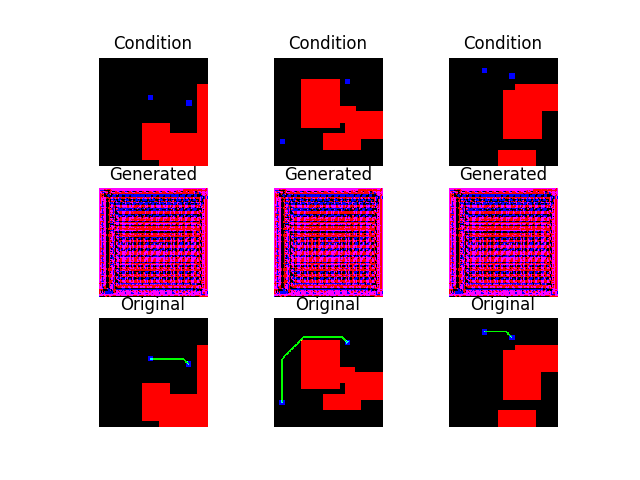 Condition Condition Condition
Generated Generated Generated
Original Original Original